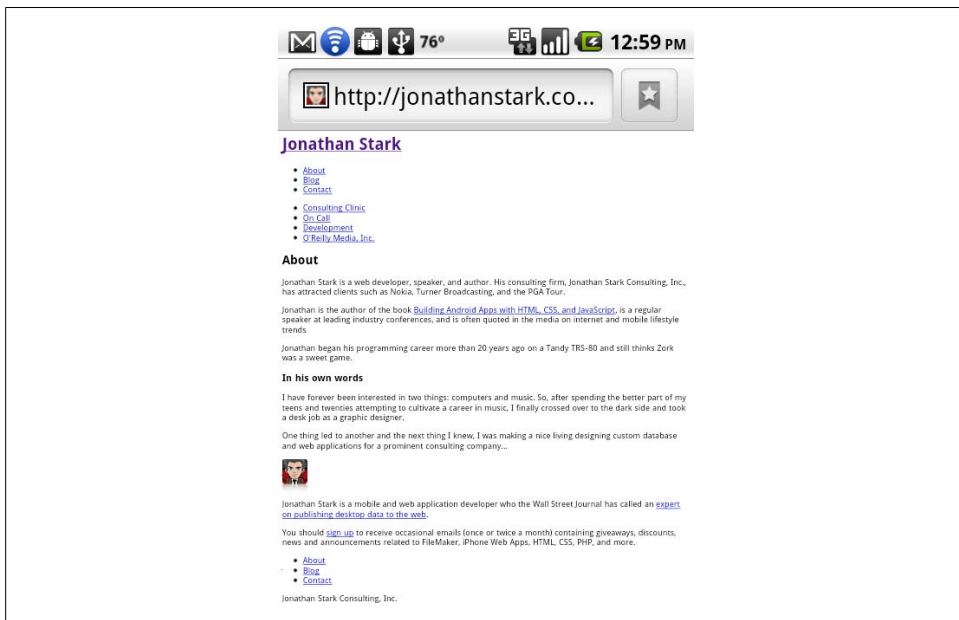 76°
3G
12:59 PM
http://jonathanstark.co...
Jonathan Stark
• About
• Blog
• Contact
• Consulting Clinic
• On Call
• Development
• O'Reilly Media, Inc.
About
Jonathan Stark is a web developer, speaker, and author. His consulting firm, Jonathan Stark Consulting, Inc.,
has attracted clients such as Nokia, Turner Broadcasting, and the PGA Tour.
Jonathan is the author of the book Building Android Apps with HTML, CSS, and JavaScript, is a regular
speaker at leading industry conferences, and is often quoted in the media on internet and mobile lifestyle
trends
Jonathan began his programming career more than 20 years ago on a Tandy TRS-80 and still thinks Zork
was a sweet game.
In his own words
I have forever been interested in two things: computers and music. So, after spending the better part of my
teens and twenties attempting to cultivate a career in music, I finally crossed over to the dark side and took
a desk job as a graphic designer.
One thing led to another and the next thing I knew, I was making a nice living designing custom database
and web applications for a prominent consulting company...
Jonathan Stark is a mobile and web application developer who the Wall Street Journal has called an expert
on publishing desktop data to the web.
You should sign up to receive occasional emails (once or twice a month) containing giveaways, discounts,
news and announcements related to FileMaker, iPhone Web Apps, HTML, CSS, PHP, and more.
• About
• Blog
• Contact
Jonathan Stark Consulting, Inc.